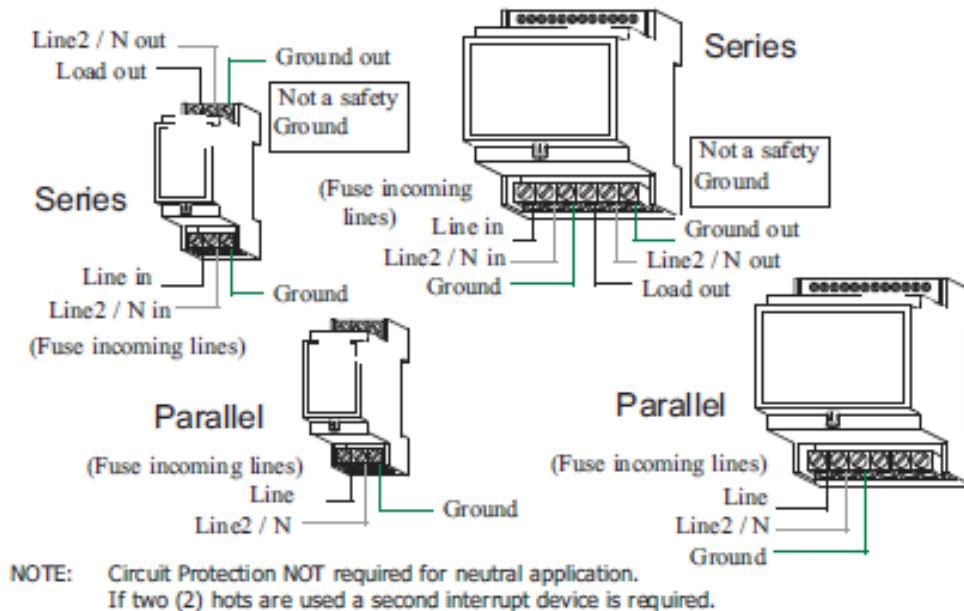 Line2 / N out
Load out
Ground out
Not a safety
Ground
Series
Line in
Line2 / N in
(Fuse incoming lines)
Ground
Series
Not a safety
Ground
(Fuse incoming
lines)
Line in
Line2 / N in
Ground
Ground out
Line2 / N out
Load out
Parallel
(Fuse incoming lines)
Line
Line2 / N
Ground
Parallel
(Fuse incoming lines)
Line
Line2 / N
Ground
NOTE: Circuit Protection NOT required for neutral application.
If two (2) hots are used a second interrupt device is required.